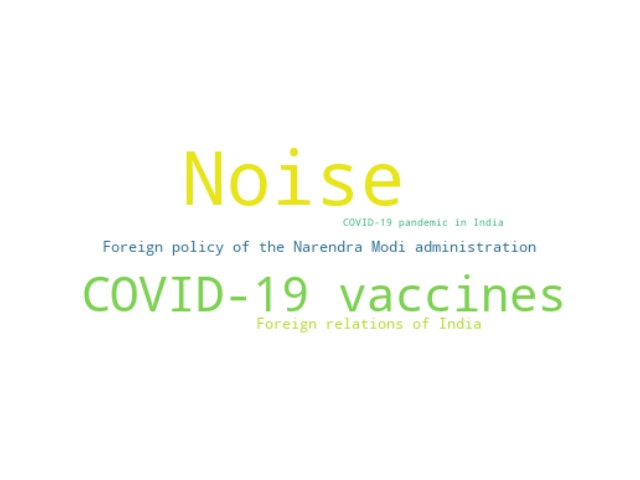 Noise
COVID-19 pandemic in India
Foreign policy of the Narendra Modi administration
COVID-19 vaccines
Foreign relations of India